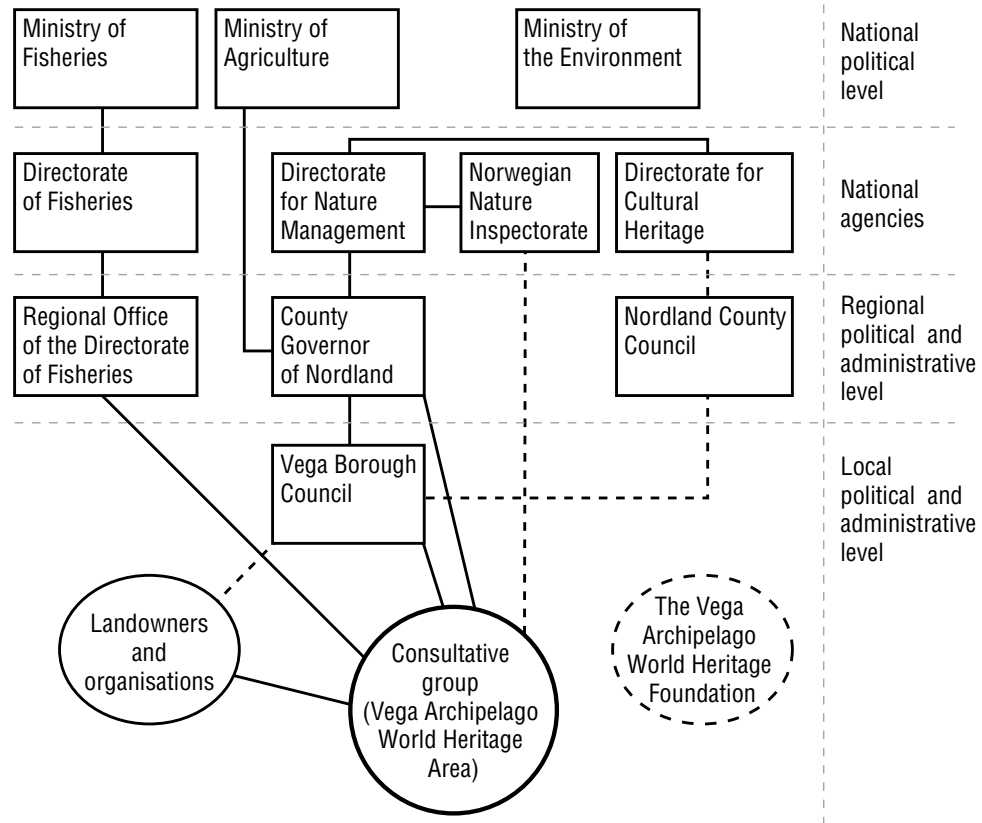 Ministry of
Fisheries
Ministry of
Agriculture
Ministry of
the Environment
National
political
level
Directorate
of Fisheries
Directorate
for Nature
Management
Norwegian
Nature
Inspectorate
Directorate for
Cultural
Heritage
National
agencies
Regional Office
of the Directorate
of Fisheries
County
Governor
of Nordland
Nordland County
Council
Regional
political and
administrative
level
Vega Borough
Council
Local
political and
administrative
level
Landowners
and
organisations
Consultative
group
(Vega Archipelago
World Heritage
Area)
The Vega
Archipelago
World Heritage
Foundation